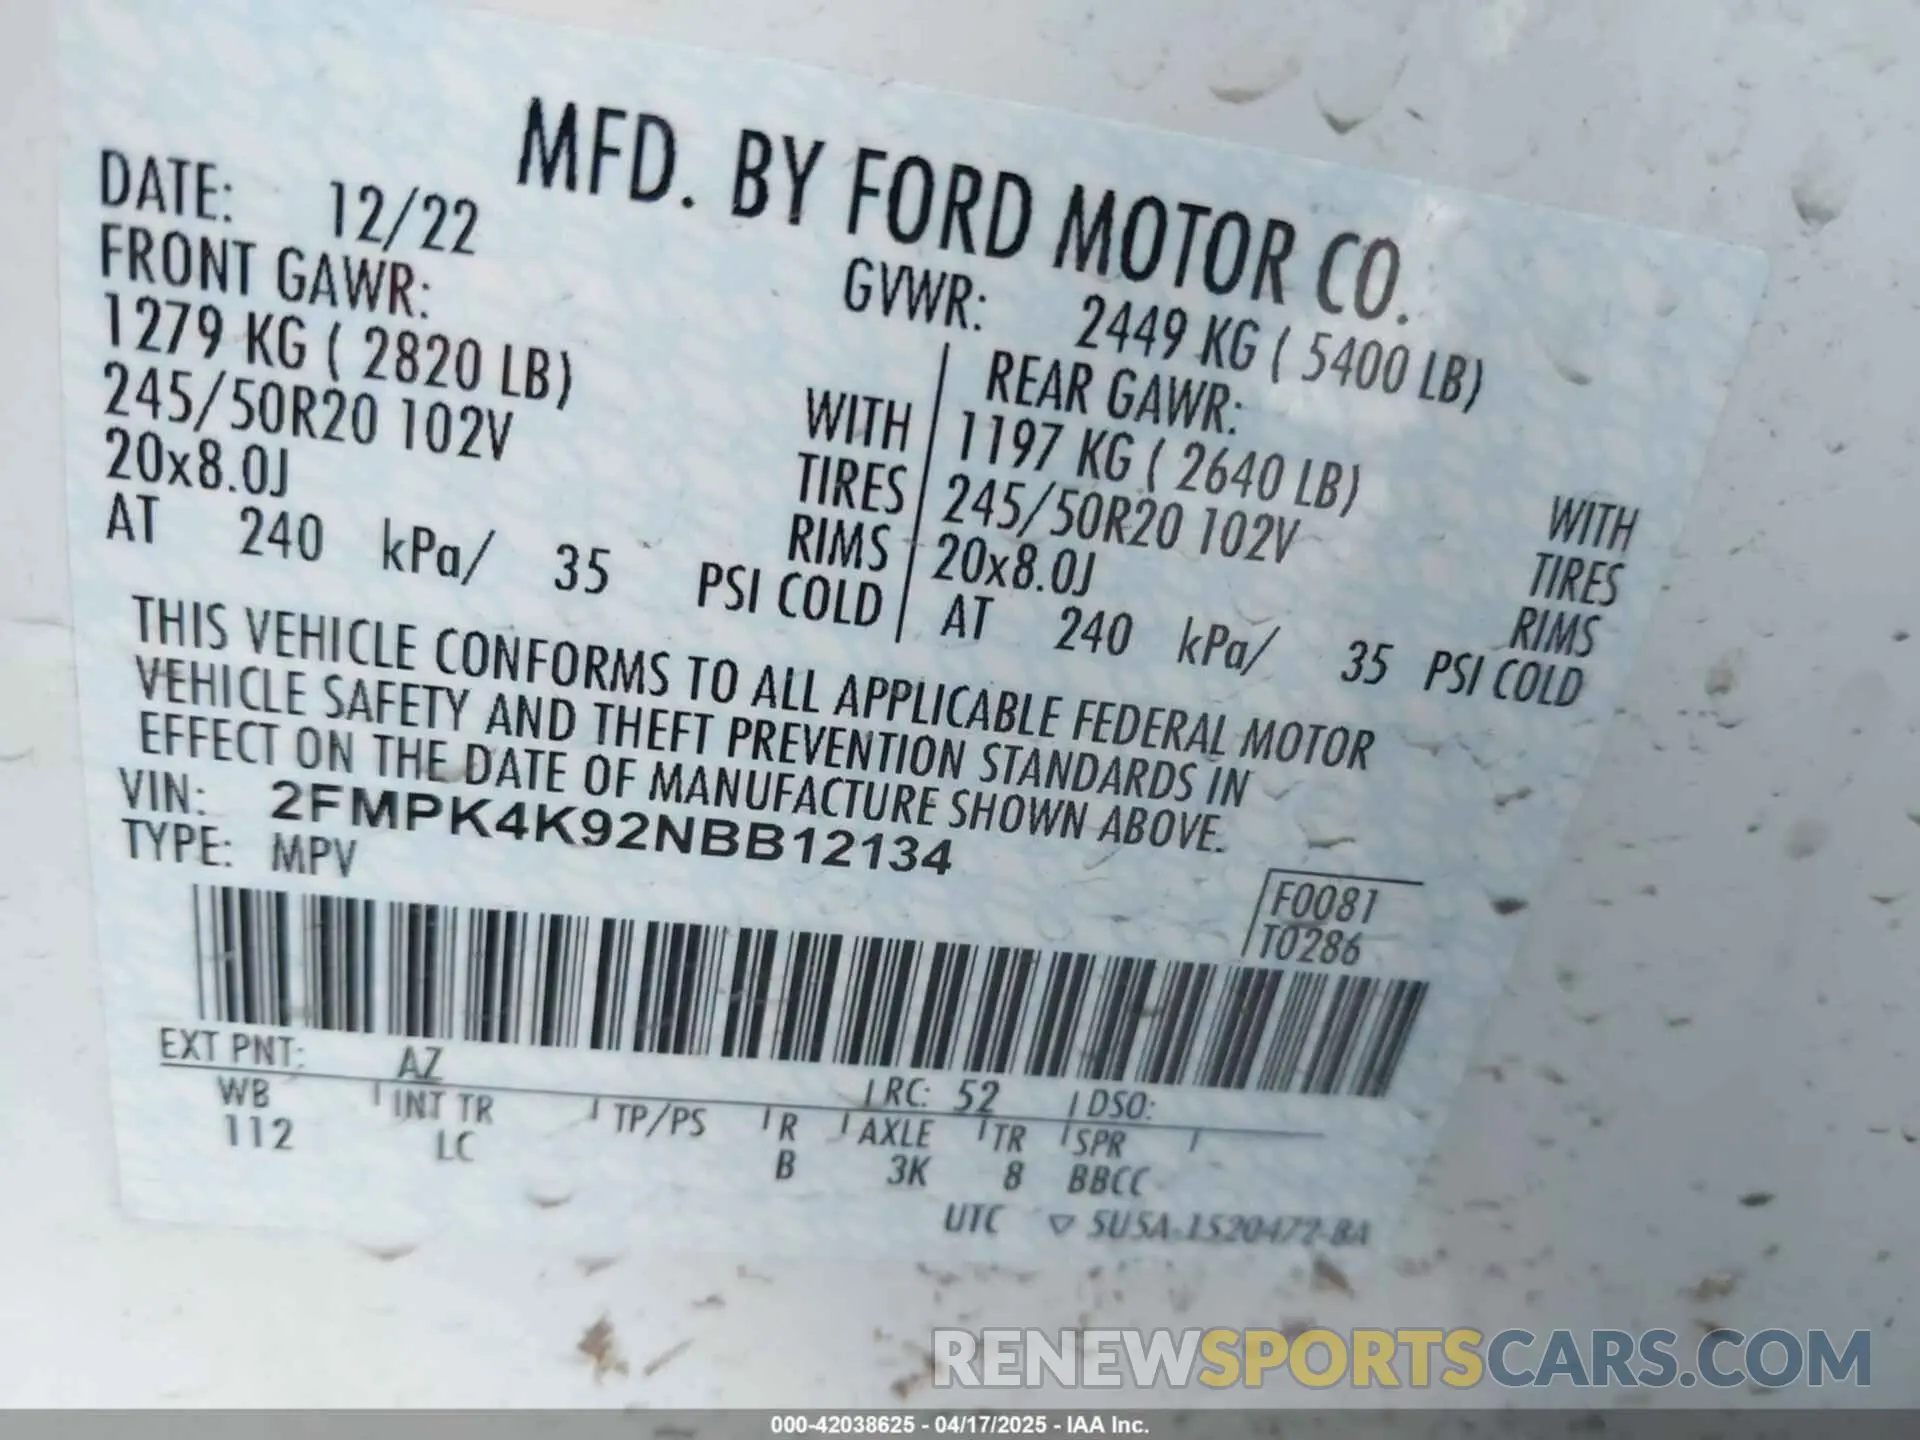 MFD. BY FORD MOTOR CO.
DATE: 12/22
GVWR: 2449 KG ( 5400 LB)
FRONT GAWR:
1279 KG ( 2820 LB) WITH
245/50R20 102V TIRES
20x8.0J RIMS
AT 240 kPa/ 35 PSI COLD
REAR GAWR:
1197 KG ( 2640 LB) WITH
245/50R20 102V TIRES
20x8.0J RIMS
AT 240 kPa/ 35 PSI COLD
THIS VEHICLE CONFORMS TO ALL APPLICABLE FEDERAL MOTOR
VEHICLE SAFETY AND THEFT PREVENTION STANDARDS IN
EFFECT ON THE DATE OF MANUFACTURE SHOWN ABOVE.
VIN: 2FMPK4K92NBB12134
TYPE: MPV
F0081
T0286
EXT PNT: AZ RC: 52 DSO:
WB INT TR TP/PS R AXLE TR SPR
112 LC B 3K 8 BBCC
UTC ▽ 5U5A-1520472-BA
RENEWSPORTSCARS.COM
000-42038625 - 04/17/2025 - IAA Inc.